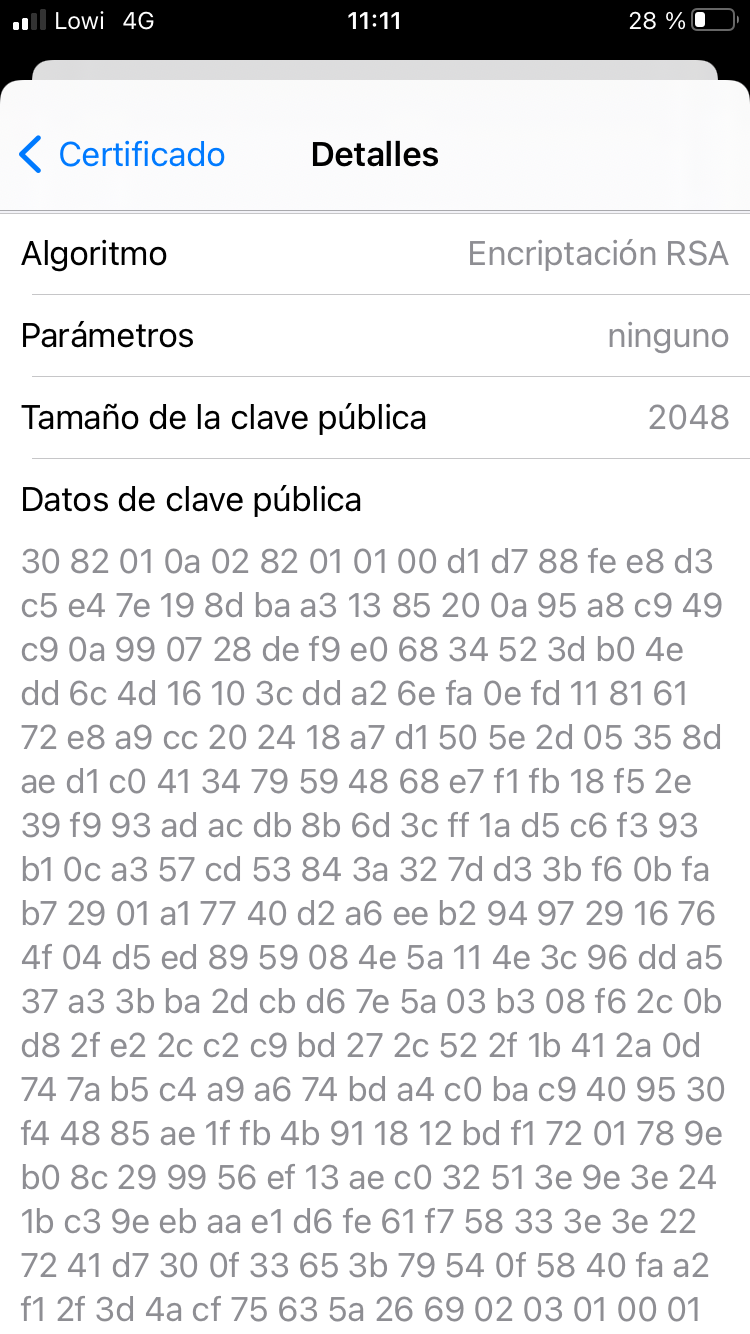 Lowi 4G 11:11 28 %
Certificado Detalles
Algoritmo Encriptación RSA
Parámetros ninguno
Tamaño de la clave pública 2048
Datos de clave pública
30 82 01 0a 02 82 01 01 00 d1 d7 88 fe e8 d3
c5 e4 7e 19 8d ba a3 13 85 20 0a 95 a8 c9 49
c9 0a 99 07 28 de f9 e0 68 34 52 3d b0 4e
dd 6c 4d 16 10 3c dd a2 6e fa 0e fd 11 81 61
72 e8 a9 cc 20 24 18 a7 d1 50 5e 2d 05 35 8d
ae d1 c0 41 34 79 59 48 68 e7 f1 fb 18 f5 2e
39 f9 93 ad ac db 8b 6d 3c ff 1a d5 c6 f3 93
b1 0c a3 57 cd 53 84 3a 32 7d d3 3b f6 0b fa
b7 29 01 a1 77 40 d2 a6 ee b2 94 97 29 16 76
4f 04 d5 ed 89 59 08 4e 5a 11 4e 3c 96 dd a5
37 a3 3b ba 2d cb d6 7e 5a 03 b3 08 f6 2c 0b
d8 2f e2 2c c2 c9 bd 27 2c 52 2f 1b 41 2a 0d
74 7a b5 c4 a9 a6 74 bd a4 c0 ba c9 40 95 30
f4 48 85 ae 1f fb 4b 91 18 12 bd f1 72 01 78 9e
b0 8c 29 99 56 ef 13 ae c0 32 51 3e 9e 3e 24
1b c3 9e eb aa e1 d6 fe 61 f7 58 33 3e 3e 22
72 41 d7 30 0f 33 65 3b 79 54 0f 58 40 fa a2
f1 2f 3d 4a cf 75 63 5a 26 69 02 03 01 00 01